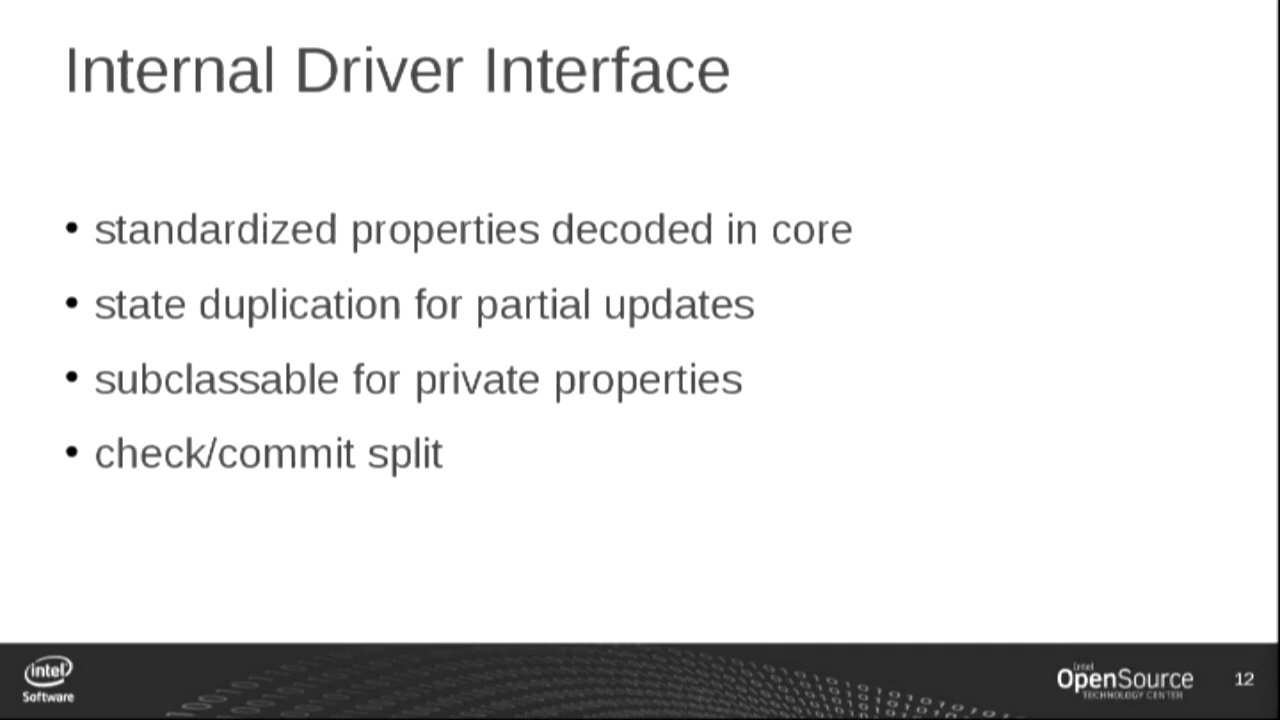 Internal Driver Interface
• standardized properties decoded in core
• state duplication for partial updates
• subclassable for private properties
• check/commit split
intel
Software
intel
OpenSource
TECHNOLOGY CENTER
12